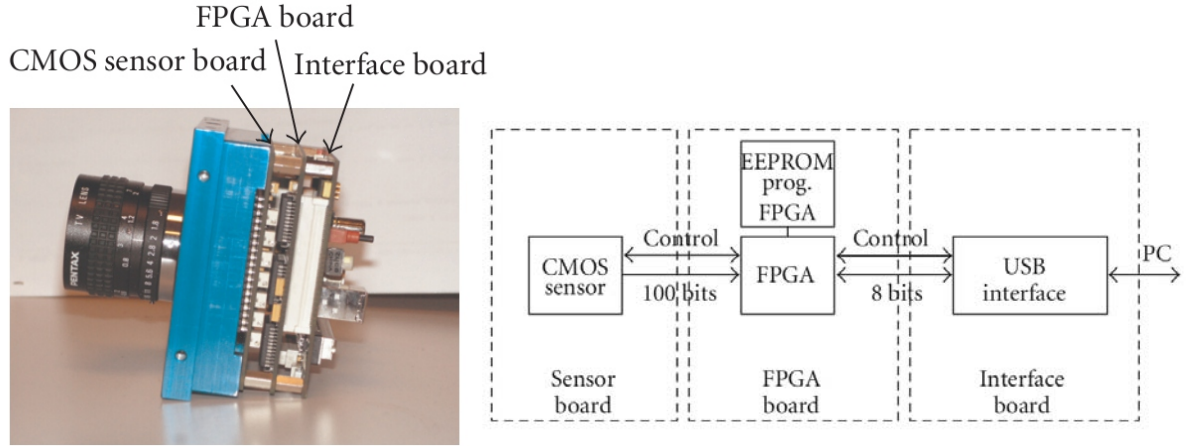 FPGA board
CMOS sensor board
Interface board
PENTAX
TV LENS
EEPROM
prog.
FPGA
Control
Control
PC
CMOS
sensor
FPGA
USB
interface
100 bits
8 bits
Sensor
board
FPGA
board
Interface
board